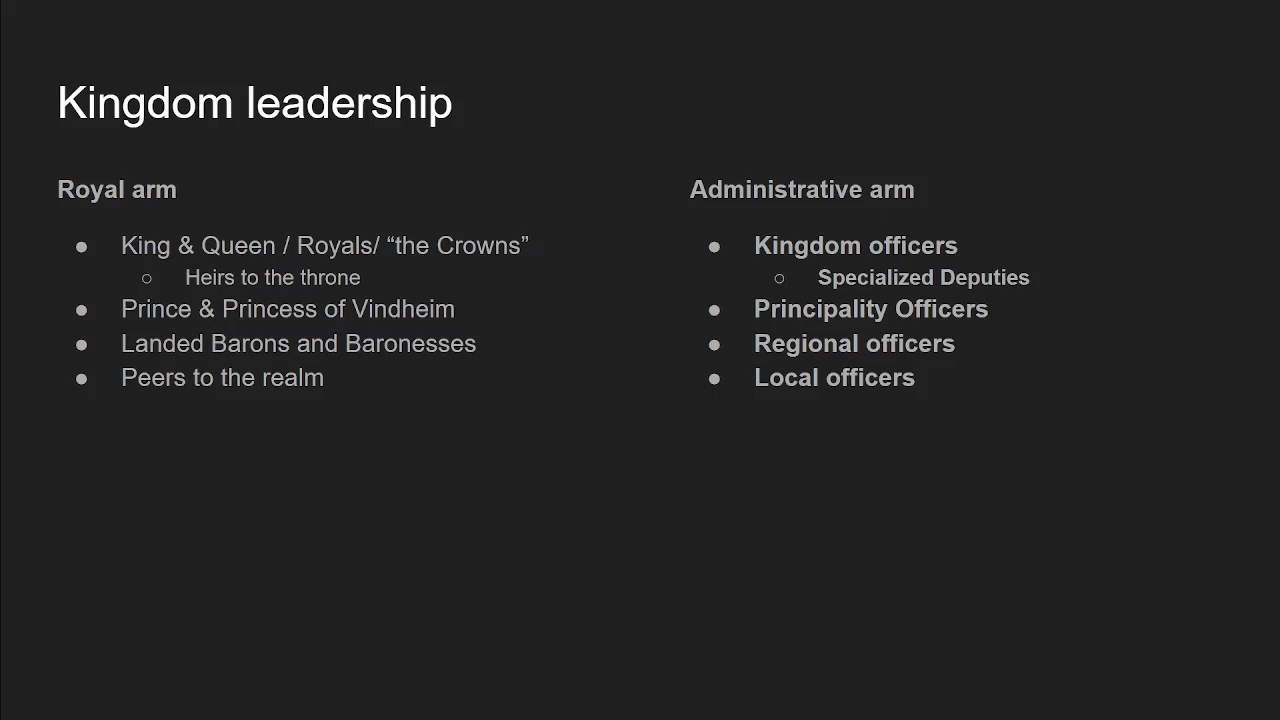 Kingdom leadership
Royal arm
● King & Queen / Royals/ “the Crowns”
○ Heirs to the throne
● Prince & Princess of Vindheim
● Landed Barons and Baronesses
● Peers to the realm
Administrative arm
● Kingdom officers
○ Specialized Deputies
● Principality Officers
● Regional officers
● Local officers